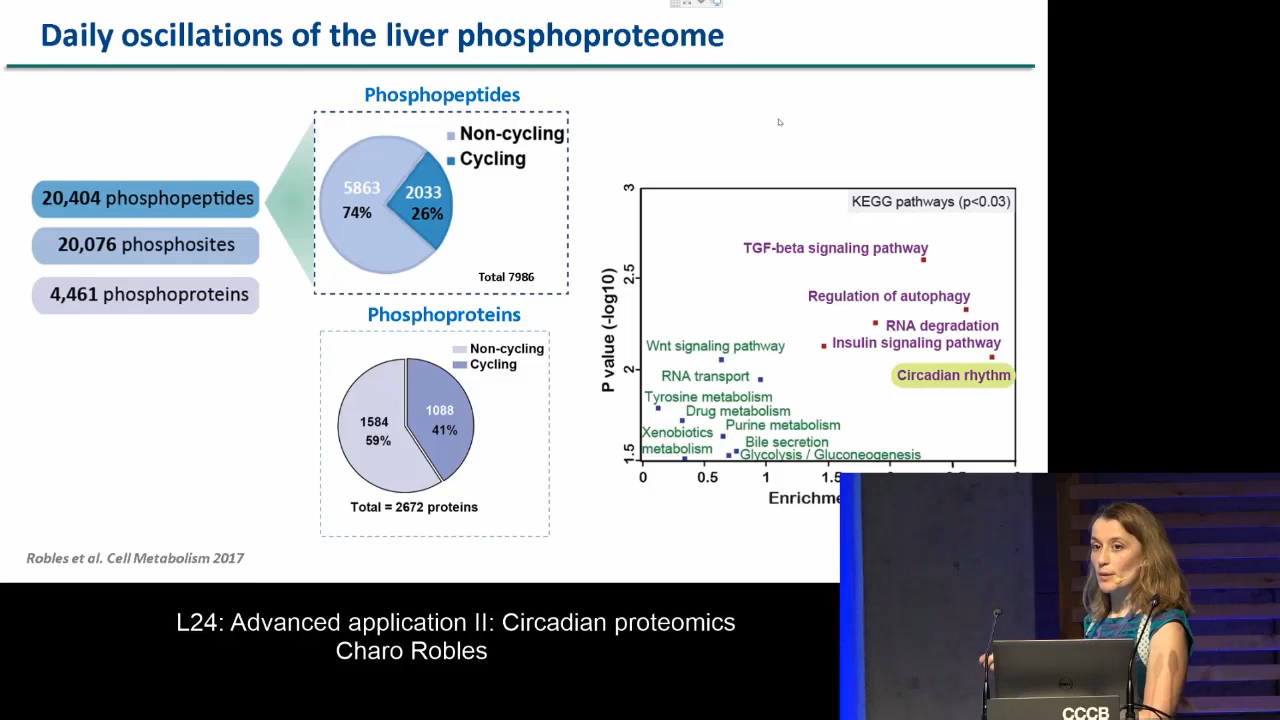 Daily oscillations of the liver phosphoproteome
20,404 phosphopeptides
20,076 phosphosites
4,461 phosphoproteins
Phosphopeptides
Non-cycling
Cycling
5863
74%
2033
26%
Total 7986
Phosphoproteins
Non-cycling
Cycling
1584
59%
1088
41%
Total = 2672 proteins
KEGG pathways (p<0.03)
TGF-beta signaling pathway
Regulation of autophagy
RNA degradation
Insulin signaling pathway
Circadian rhythm
Wnt signaling pathway
RNA transport
Tyrosine metabolism
Drug metabolism
Purine metabolism
Xenobiotics
metabolism
Bile secretion
Glycolysis / Gluconeogenesis
P value (-log10)
3
2.5
2
1.5
0 0.5 1 1.5
Enrichme
Robles et al. Cell Metabolism 2017
L24: Advanced application II: Circadian proteomics
Charo Robles
DELL
CCCB